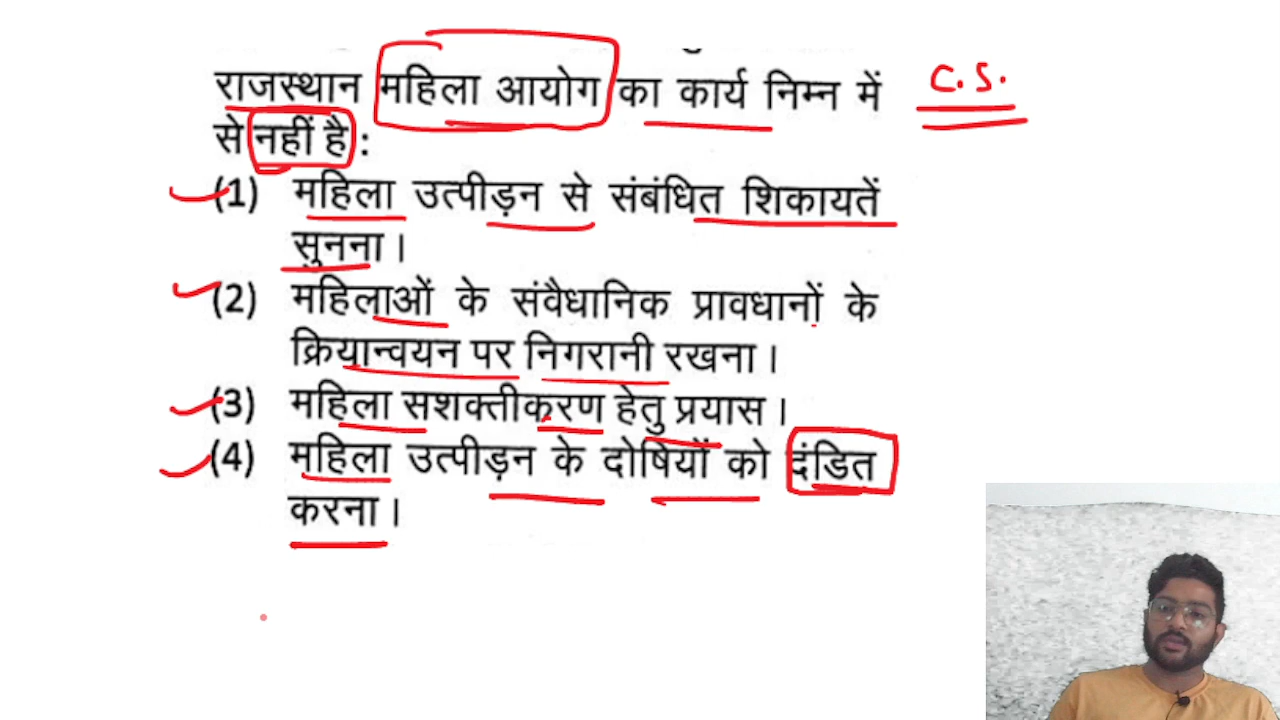 राजस्थान महिला आयोग का कार्य निम्न में
C.S.
से नहीं है :
(1) महिला उत्पीड़न से संबंधित शिकायतें
सुनना ।
(2) महिलाओं के संवैधानिक प्रावधानों के
क्रियान्वयन पर निगरानी रखना ।
(3) महिला सशक्तीकरण हेतु प्रयास ।
(4) महिला उत्पीड़न के दोषियों को दंडित
करना ।